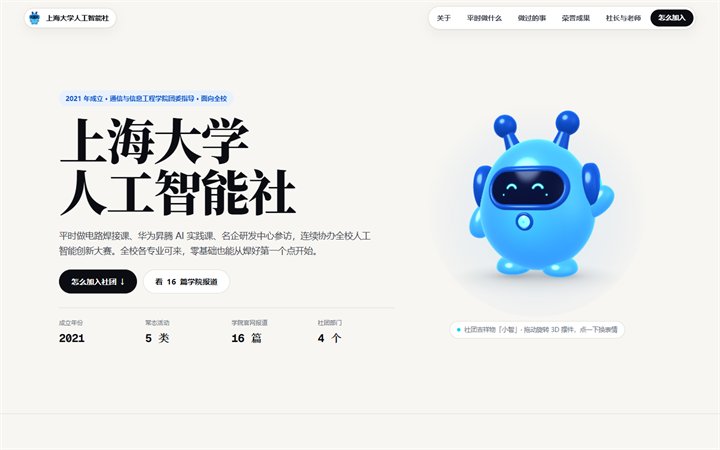 上海大学人工智能社
关于 平时做什么 做过的事 荣誉成果 社长与老师 怎么加入
2021 年成立 • 通信与信息工程学院团委指导 • 面向全校
上海大学
人工智能社
平时做电路焊接课、华为昇腾 AI 实践课、名企研发中心参访，连续协办全校人工
智能创新大赛。全校各专业可来，零基础也能从焊好第一个点开始。
怎么加入社团 ↓ 看 16 篇学院报道
成立年份 常态活动 学院官网报道 社团部门
2021 5 类 16 篇 4 个
社团吉祥物「小智」· 拖动旋转 3D 摆件，点一下换表情